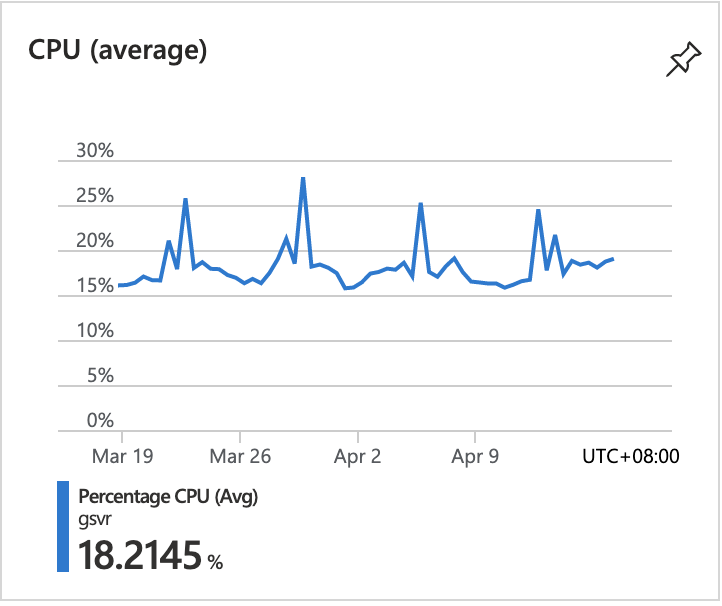 CPU (average)
30%
25%
20%
15%
10%
5%
0%
Mar 19 Mar 26 Apr 2 Apr 9 UTC+08:00
Percentage CPU (Avg)
gsvr
18.2145 %